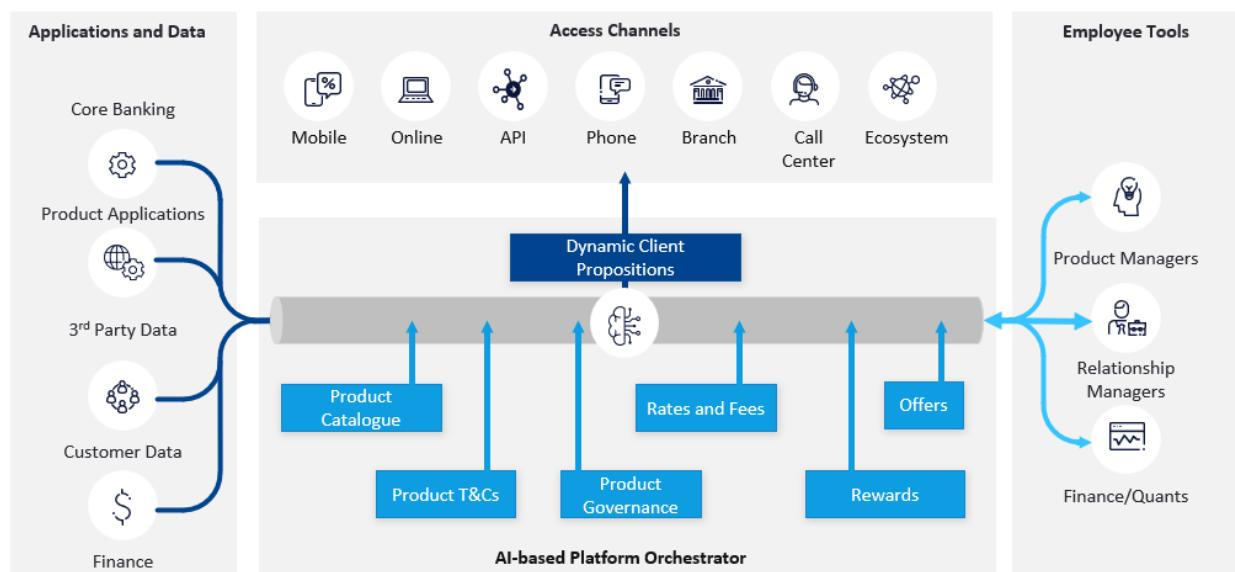 Applications and Data
Core Banking
Product Applications
3rd Party Data
Customer Data
Finance
Access Channels
%
Mobile
Online
API
Phone
Branch
Call
Center
Ecosystem
Dynamic Client
Propositions
Product
Catalogue
Rates and Fees
Offers
Product T&Cs
Product
Governance
Rewards
AI-based Platform Orchestrator
Employee Tools
Product Managers
Relationship
Managers
Finance/Quants